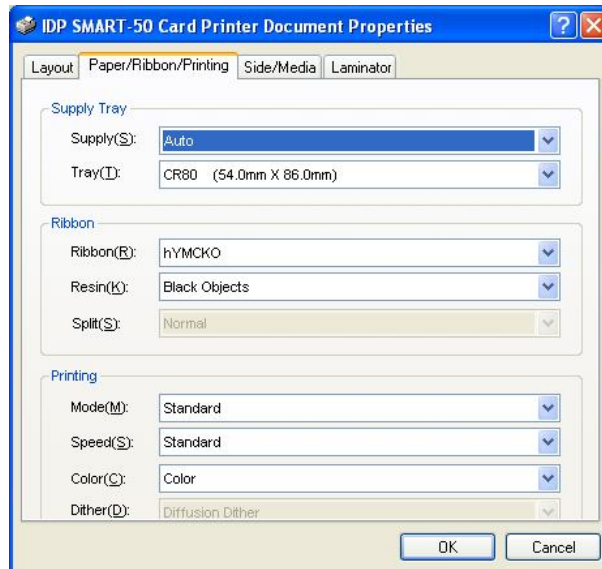 IDP SMART-50 Card Printer Document Properties
Layout Paper/Ribbon/Printing Side/Media Laminator
Supply Tray
Supply(S): Auto
Tray(T): CR80 (54.0mm X 86.0mm)
Ribbon
Ribbon(R): hYMCKO
Resin(K): Black Objects
Split(S): Normal
Printing
Mode(M): Standard
Speed(S): Standard
Color(C): Color
Dither(D): Diffusion Dither
OK Cancel